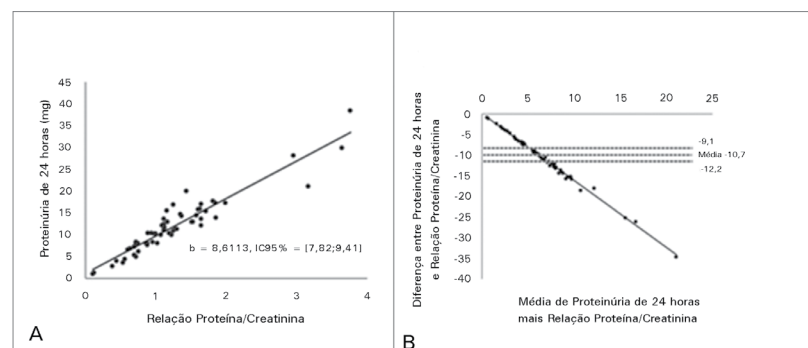 45
40
35
30
25
20
15
10
5
0
0 1 2 3 4
Proteinúria de 24 horas (mg)
b = 8,6113, IC95% = [7,82;9,41]
Relação Proteína/Creatinina
A
0 5 10 15 20 25
0
-5
-10
-15
-20
-25
-30
-35
-40
Diferença entre Proteinúria de 24 horas
e Relação Proteína/Creatinina
-9,1
Média -10,7
-12,2
Média de Proteinúria de 24 horas
mais Relação Proteína/Creatinina
B